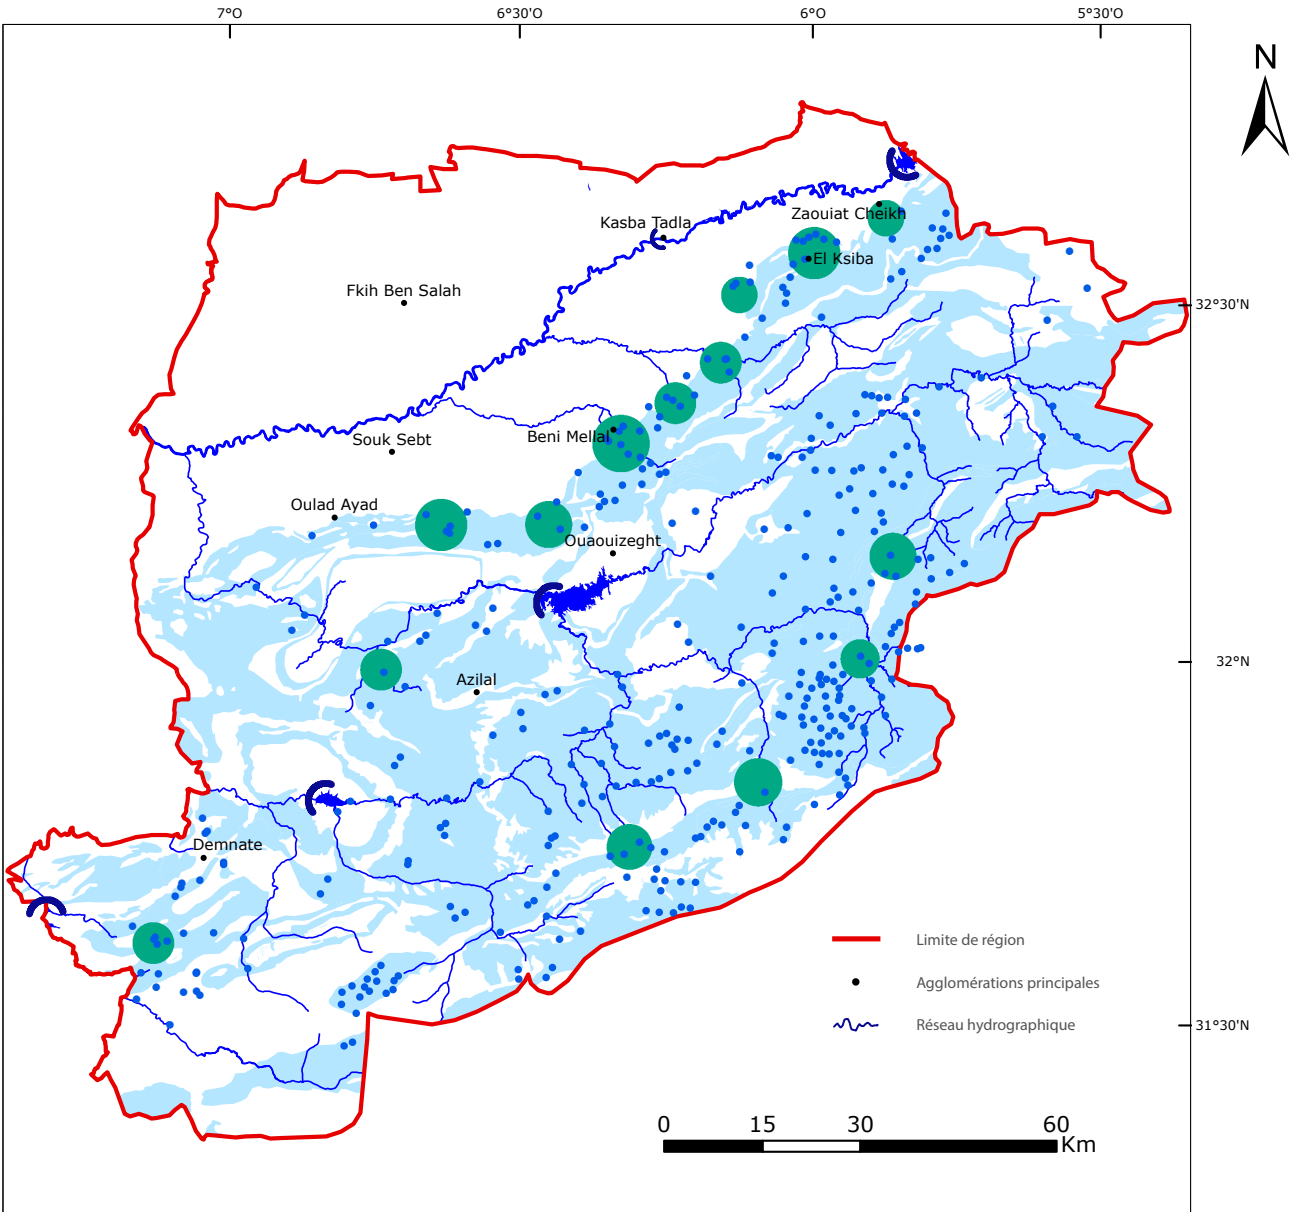 7°O 6°30'O 6°O 5°30'O
N
Zaouiat Cheikh
Kasba Tadla
El Ksiba
Fkih Ben Salah
32°30'N
Beni Mellal
Souk Sebt
Oulad Ayad
Ouaouizeght
32°N
Azilal
Demnate
Limite de région
Agglomérations principales
Réseau hydrographique
31°30'N
0 15 30 60
Km